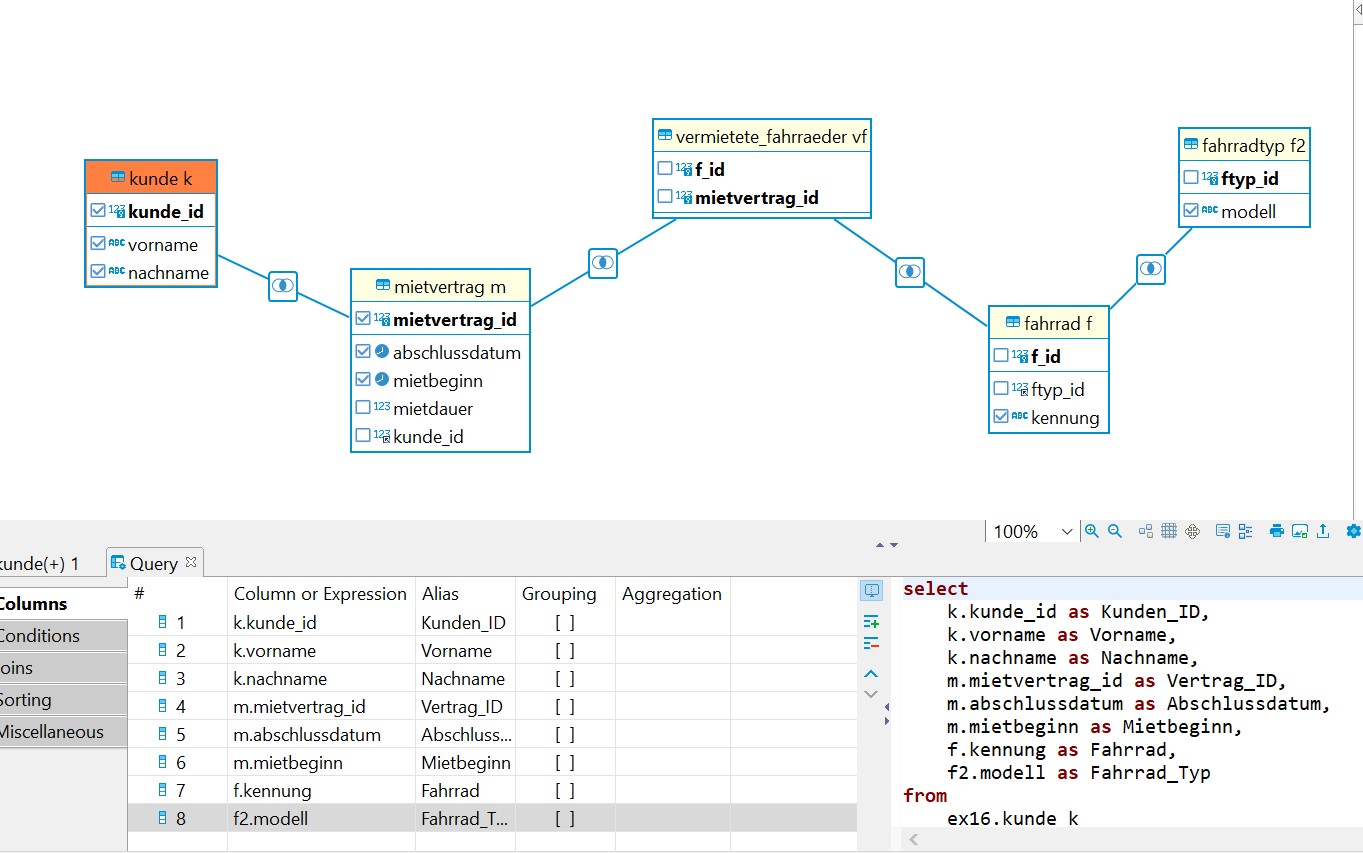 kunde k
123 kunde_id
ABC vorname
ABC nachname
mietvertrag m
123 mietvertrag_id
abschlussdatum
mietbeginn
123 mietdauer
123 kunde_id
vermietete_fahrraeder vf
123 f_id
123 mietvertrag_id
fahrrad f
123 f_id
123 ftyp_id
ABC kennung
fahrradtyp f2
123 ftyp_id
ABC modell
100%
kunde(+) 1
Query
Columns
Conditions
oins
Sorting
Miscellaneous
# Column or Expression Alias Grouping Aggregation
1 k.kunde_id Kunden_ID [ ]
2 k.vorname Vorname [ ]
3 k.nachname Nachname [ ]
4 m.mietvertrag_id Vertrag_ID [ ]
5 m.abschlussdatum Abschluss... [ ]
6 m.mietbeginn Mietbeginn [ ]
7 f.kennung Fahrrad [ ]
8 f2.modell Fahrrad_T... [ ]
select
k.kunde_id as Kunden_ID,
k.vorname as Vorname,
k.nachname as Nachname,
m.mietvertrag_id as Vertrag_ID,
m.abschlussdatum as Abschlussdatum,
m.mietbeginn as Mietbeginn,
f.kennung as Fahrrad,
f2.modell as Fahrrad_Typ
from
ex16.kunde k